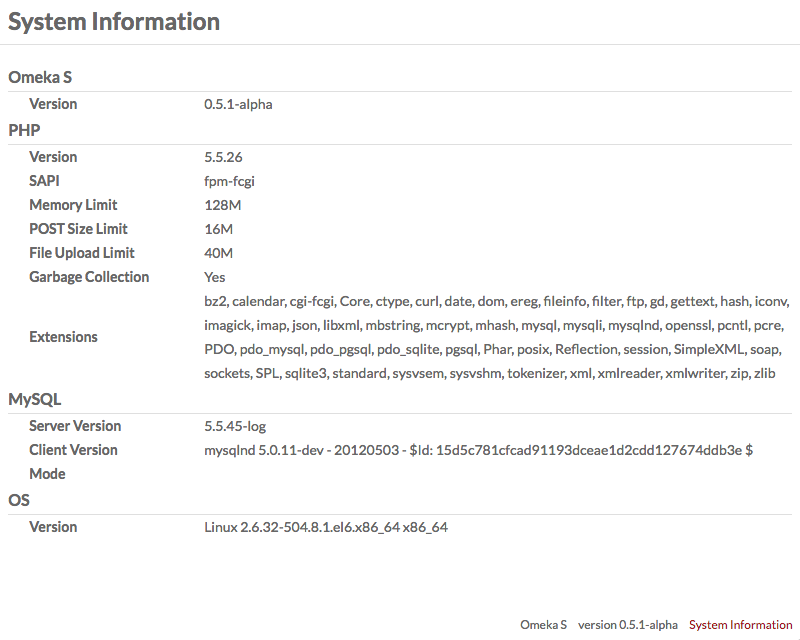 System Information
Omeka S
Version 0.5.1-alpha
PHP
Version 5.5.26
SAPI fpm-fcgi
Memory Limit 128M
POST Size Limit 16M
File Upload Limit 40M
Garbage Collection Yes
Extensions
bz2, calendar, cgi-fcgi, Core, ctype, curl, date, dom, ereg, fileinfo, filter, ftp, gd, gettext, hash, iconv,
imagick, imap, json, libxml, mbstring, mcrypt, mhash, mysql, mysqli, mysqlnd, openssl, pcntl, pcre,
PDO, pdo_mysql, pdo_pgsql, pdo_sqlite, pgsql, Phar, posix, Reflection, session, SimpleXML, soap,
sockets, SPL, sqlite3, standard, sysvsem, sysvshm, tokenizer, xml, xmlreader, xmlwriter, zip, zlib
MySQL
Server Version 5.5.45-log
Client Version mysqlnd 5.0.11-dev - 20120503 - $Id: 15d5c781cfcad91193dceae1d2cdd127674ddb3e $
Mode
OS
Version Linux 2.6.32-504.8.1.el6.x86_64 x86_64
Omeka S version 0.5.1-alpha System Information